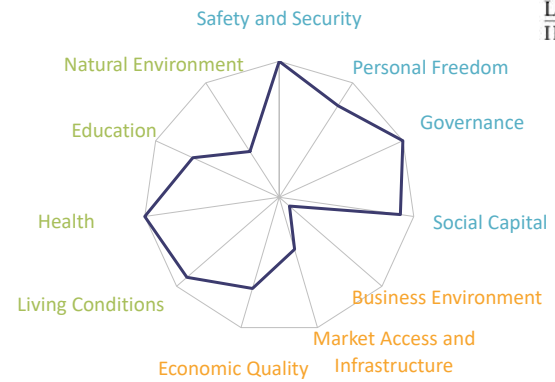 Safety and Security
Personal Freedom
Governance
Social Capital
Business Environment
Market Access and
Infrastructure
Economic Quality
Living Conditions
Health
Education
Natural Environment